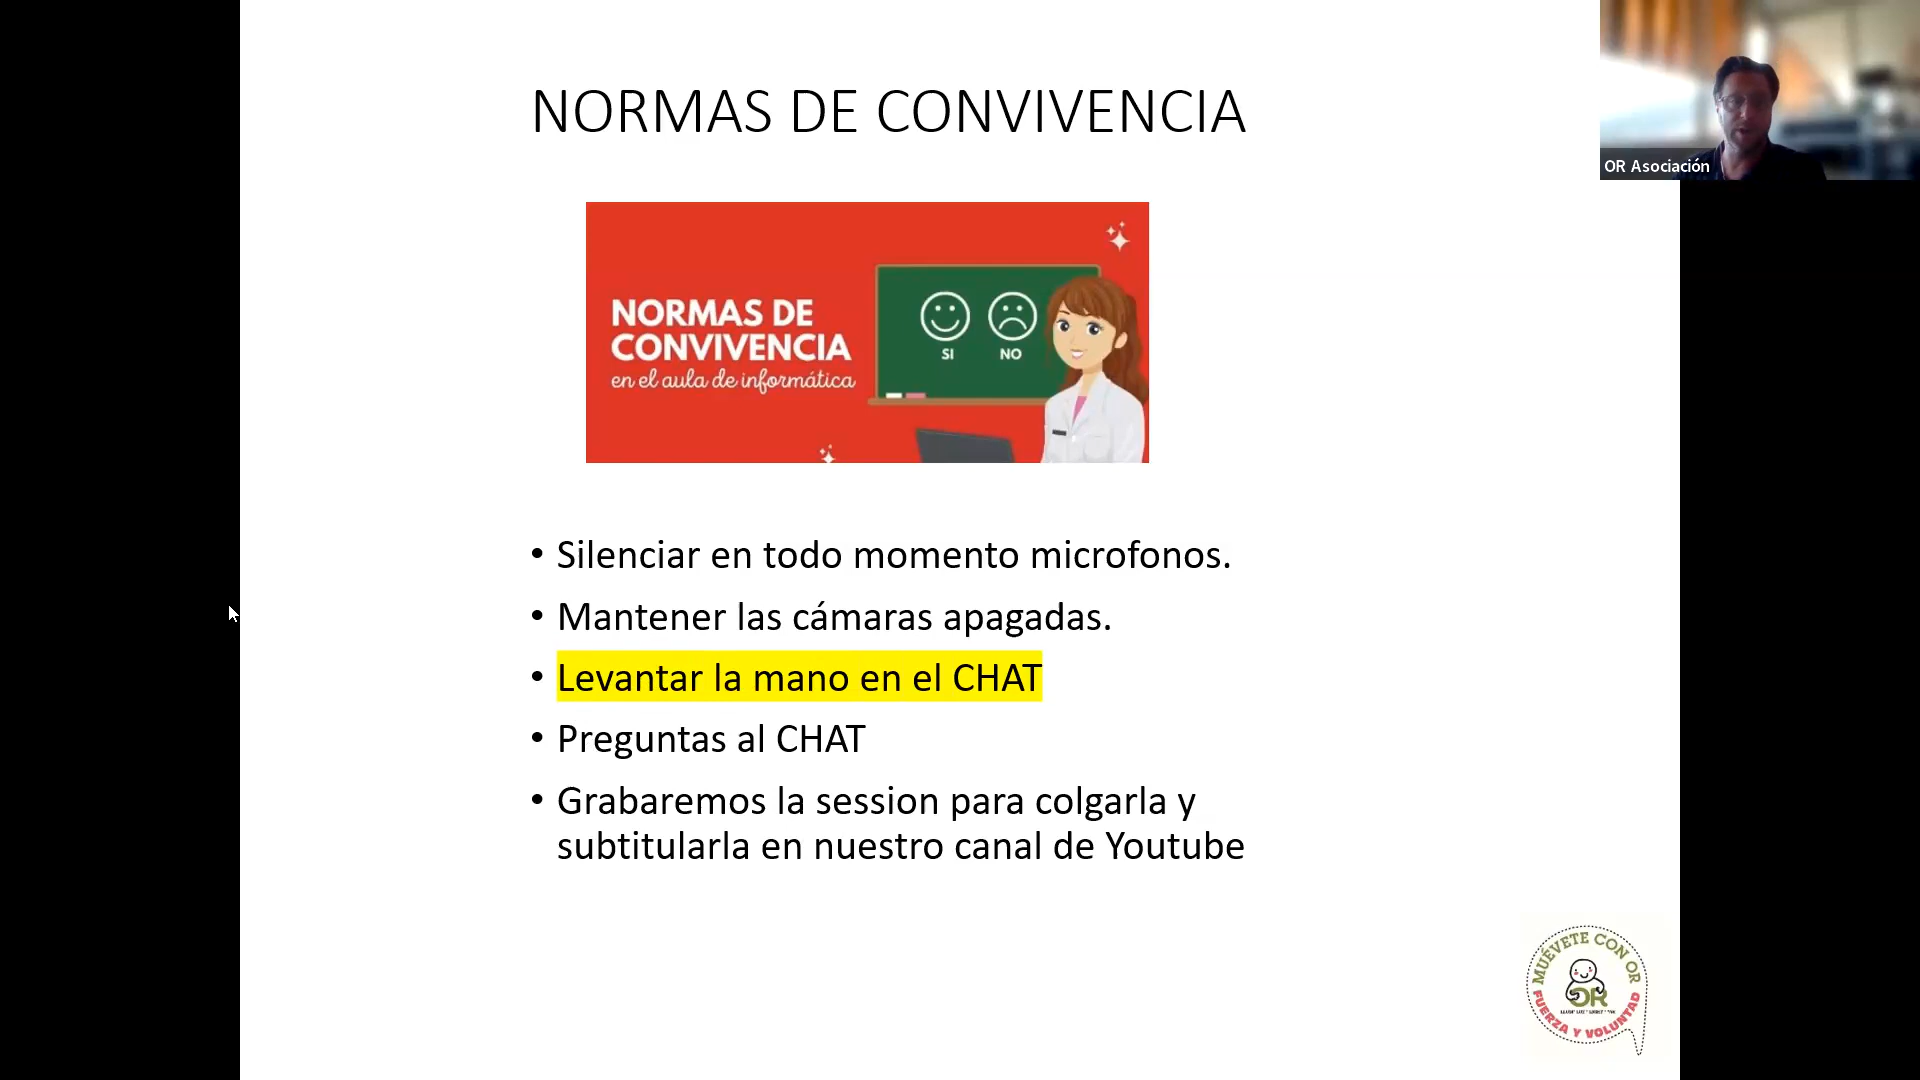 NORMAS DE CONVIVENCIA
OR Asociación
NORMAS DE
CONVIVENCIA
en el aula de informática
SI
NO
• Silenciar en todo momento microfonos.
• Mantener las cámaras apagadas.
• Levantar la mano en el CHAT
• Preguntas al CHAT
• Grabaremos la session para colgarla y
subtitularla en nuestro canal de Youtube
MUÉVETE CON OR
OR
FUERZA Y VOLUNTAD